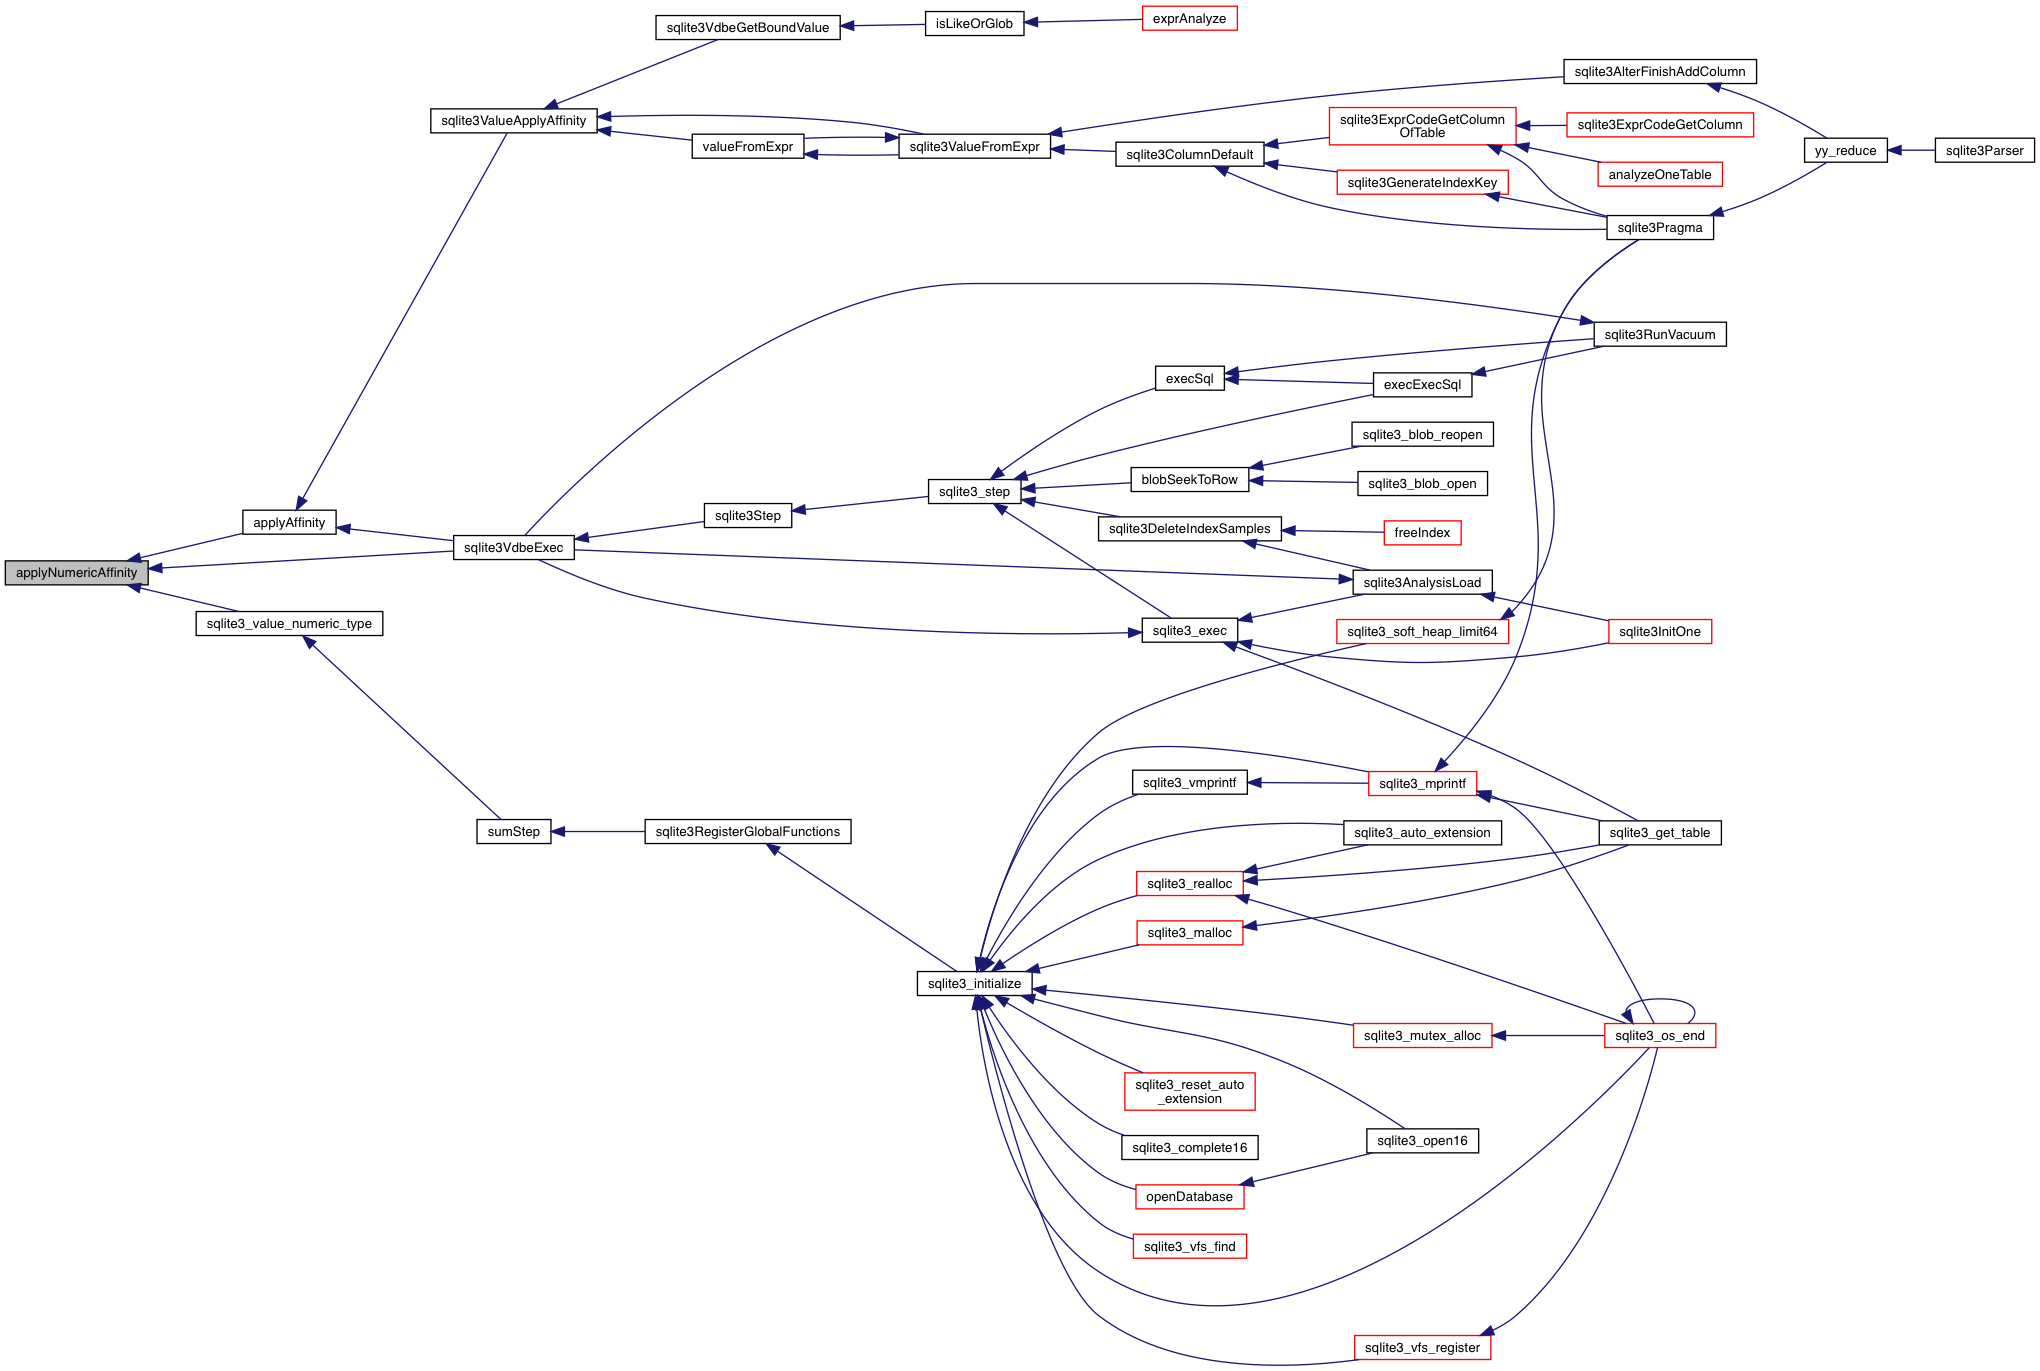 exprAnalyze
isLikeOrGlob
sqlite3VdbeGetBoundValue
sqlite3AlterFinishAddColumn
sqlite3ValueApplyAffinity
sqlite3ExprCodeGetColumn
OfTable
sqlite3ExprCodeGetColumn
valueFromExpr
sqlite3ValueFromExpr
sqlite3ColumnDefault
yy_reduce
sqlite3Parser
analyzeOneTable
sqlite3GenerateIndexKey
sqlite3Pragma
sqlite3RunVacuum
execSql
execExecSql
sqlite3_blob_reopen
blobSeekToRow
sqlite3_blob_open
sqlite3_step
sqlite3Step
applyAffinity
sqlite3DeleteIndexSamples
freeIndex
sqlite3VdbeExec
applyNumericAffinity
sqlite3AnalysisLoad
sqlite3_value_numeric_type
sqlite3_exec
sqlite3_soft_heap_limit64
sqlite3InitOne
sqlite3_vmprintf
sqlite3_mprintf
sumStep
sqlite3RegisterGlobalFunctions
sqlite3_auto_extension
sqlite3_get_table
sqlite3_realloc
sqlite3_malloc
sqlite3_initialize
sqlite3_mutex_alloc
sqlite3_os_end
sqlite3_reset_auto
_extension
sqlite3_complete16
sqlite3_open16
openDatabase
sqlite3_vfs_find
sqlite3_vfs_register